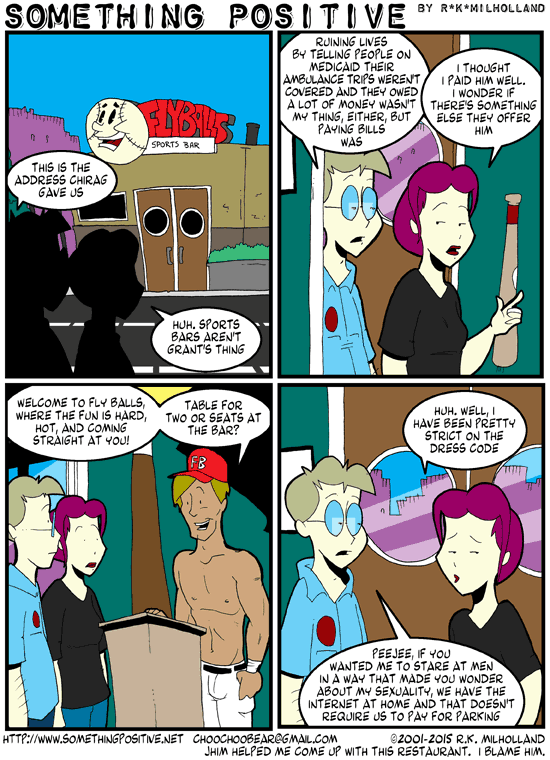 SOMETHING POSITIVE BY R*K*MILHOLLAND
FLYBALLS
SPORTS BAR
THIS IS THE
ADDRESS CHIRAG
GAVE US
HUH. SPORTS
BARS AREN'T
GRANT'S THING
RUINING LIVES
BY TELLING PEOPLE ON
MEDICAID THEIR
AMBULANCE TRIPS WEREN'T
COVERED AND THEY OWED
A LOT OF MONEY WASN'T
MY THING, EITHER, BUT
PAYING BILLS
WAS
I THOUGHT
I PAID HIM WELL.
I WONDER IF
THERE'S SOMETHING
ELSE THEY OFFER
HIM
WELCOME TO FLY BALLS,
WHERE THE FUN IS HARD,
HOT, AND COMING
STRAIGHT AT YOU!
TABLE FOR
TWO OR SEATS AT
THE BAR?
FB
HUH. WELL, I
HAVE BEEN PRETTY
STRICT ON THE
DRESS CODE
PEEJEE, IF YOU
WANTED ME TO STARE AT MEN
IN A WAY THAT MADE YOU WONDER
ABOUT MY SEXUALITY, WE HAVE THE
INTERNET AT HOME AND THAT DOESN'T
REQUIRE US TO PAY FOR PARKING
HTTP://WWW.SOMETHINGPOSITIVE.NET CHOOCHOOBEAR@GMAIL.COM ©2001-2015 R.K. MILHOLLAND
JHIM HELPED ME COME UP WITH THIS RESTAURANT. I BLAME HIM.